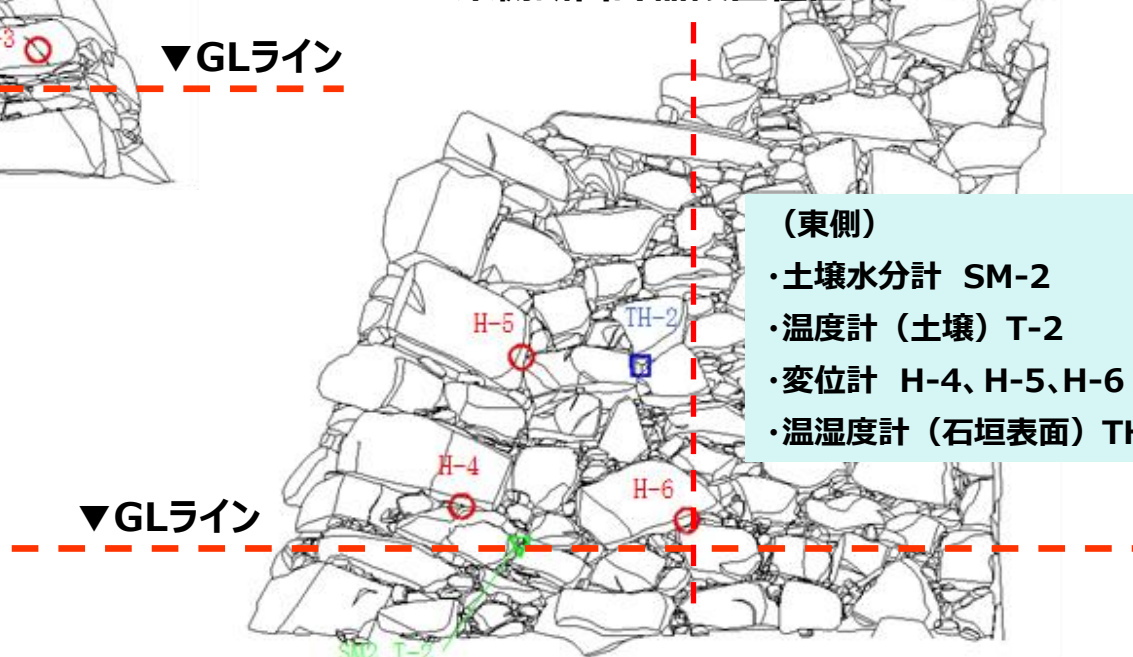 ▼GLライン
（東側）
・土壌水分計 SM-2
・温度計（土壌）T-2
・変位計 H-4、H-5、H-6
・温湿度計（石垣表面）TH
H-5
TH-2
H-4
H-6
▼GLライン
SM2 T-2